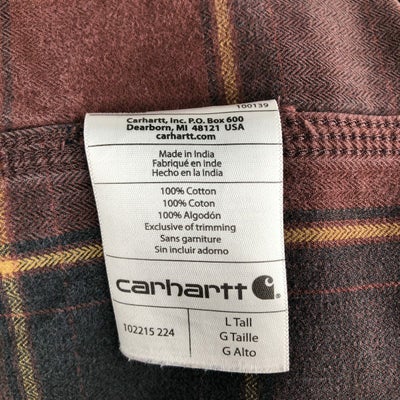 100139
Carhartt, Inc. P.O. Box 600
Dearborn, MI 48121 USA
carhartt.com
Made in India
Fabriqué en Inde
Hecho en la India
100% Cotton
100% Coton
100% Algodón
Exclusive of trimming
Sans garniture
Sin incluir adorno
carhartt
102215 224
L Tall
G Taille
G Alto